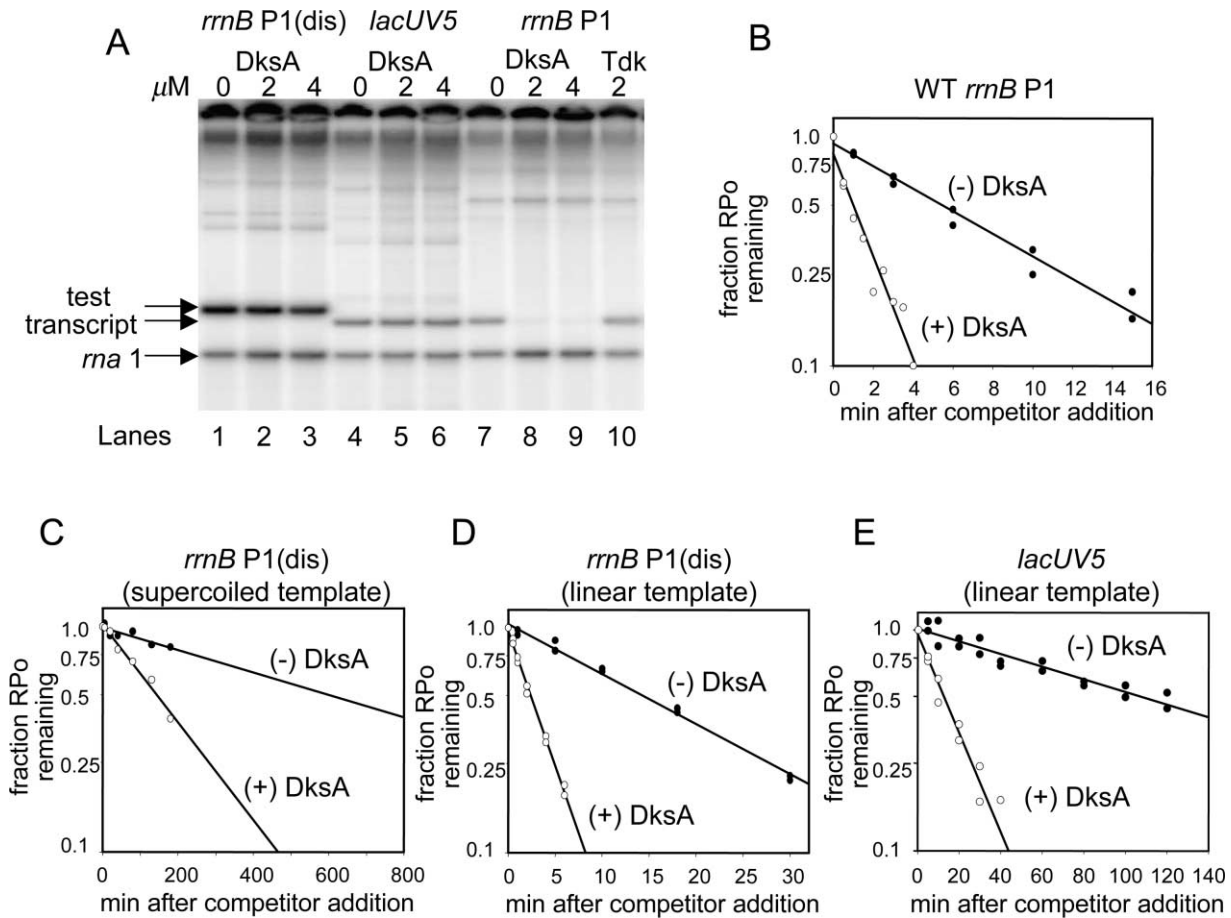 A
rrnB P1(dis) lacUV5 rrnB P1
DksA DksA DksA Tdk
µM 0 2 4 0 2 4 0 2 4 2
test
transcript
rna 1
Lanes 1 2 3 4 5 6 7 8 9 10
B
WT rrnB P1
fraction RPo
remaining
1.0
0.75
0.5
0.25
0.1
(-) DksA
(+) DksA
0 2 4 6 8 10 12 14 16
min after competitor addition
C
rrnB P1(dis)
(supercoiled template)
fraction RPo
remaining
1.0
0.75
0.5
0.25
0.1
(-) DksA
(+) DksA
0 200 400 600 800
min after competitor addition
D
rrnB P1(dis)
(linear template)
fraction RPo
remaining
1.0
0.75
0.5
0.25
0.1
(-) DksA
(+) DksA
0 5 10 15 20 25 30
min after competitor addition
E
lacUV5
(linear template)
fraction RPo
remaining
1.0
0.75
0.5
0.25
0.1
(-) DksA
(+) DksA
0 20 40 60 80 100 120 140
min after competitor addition